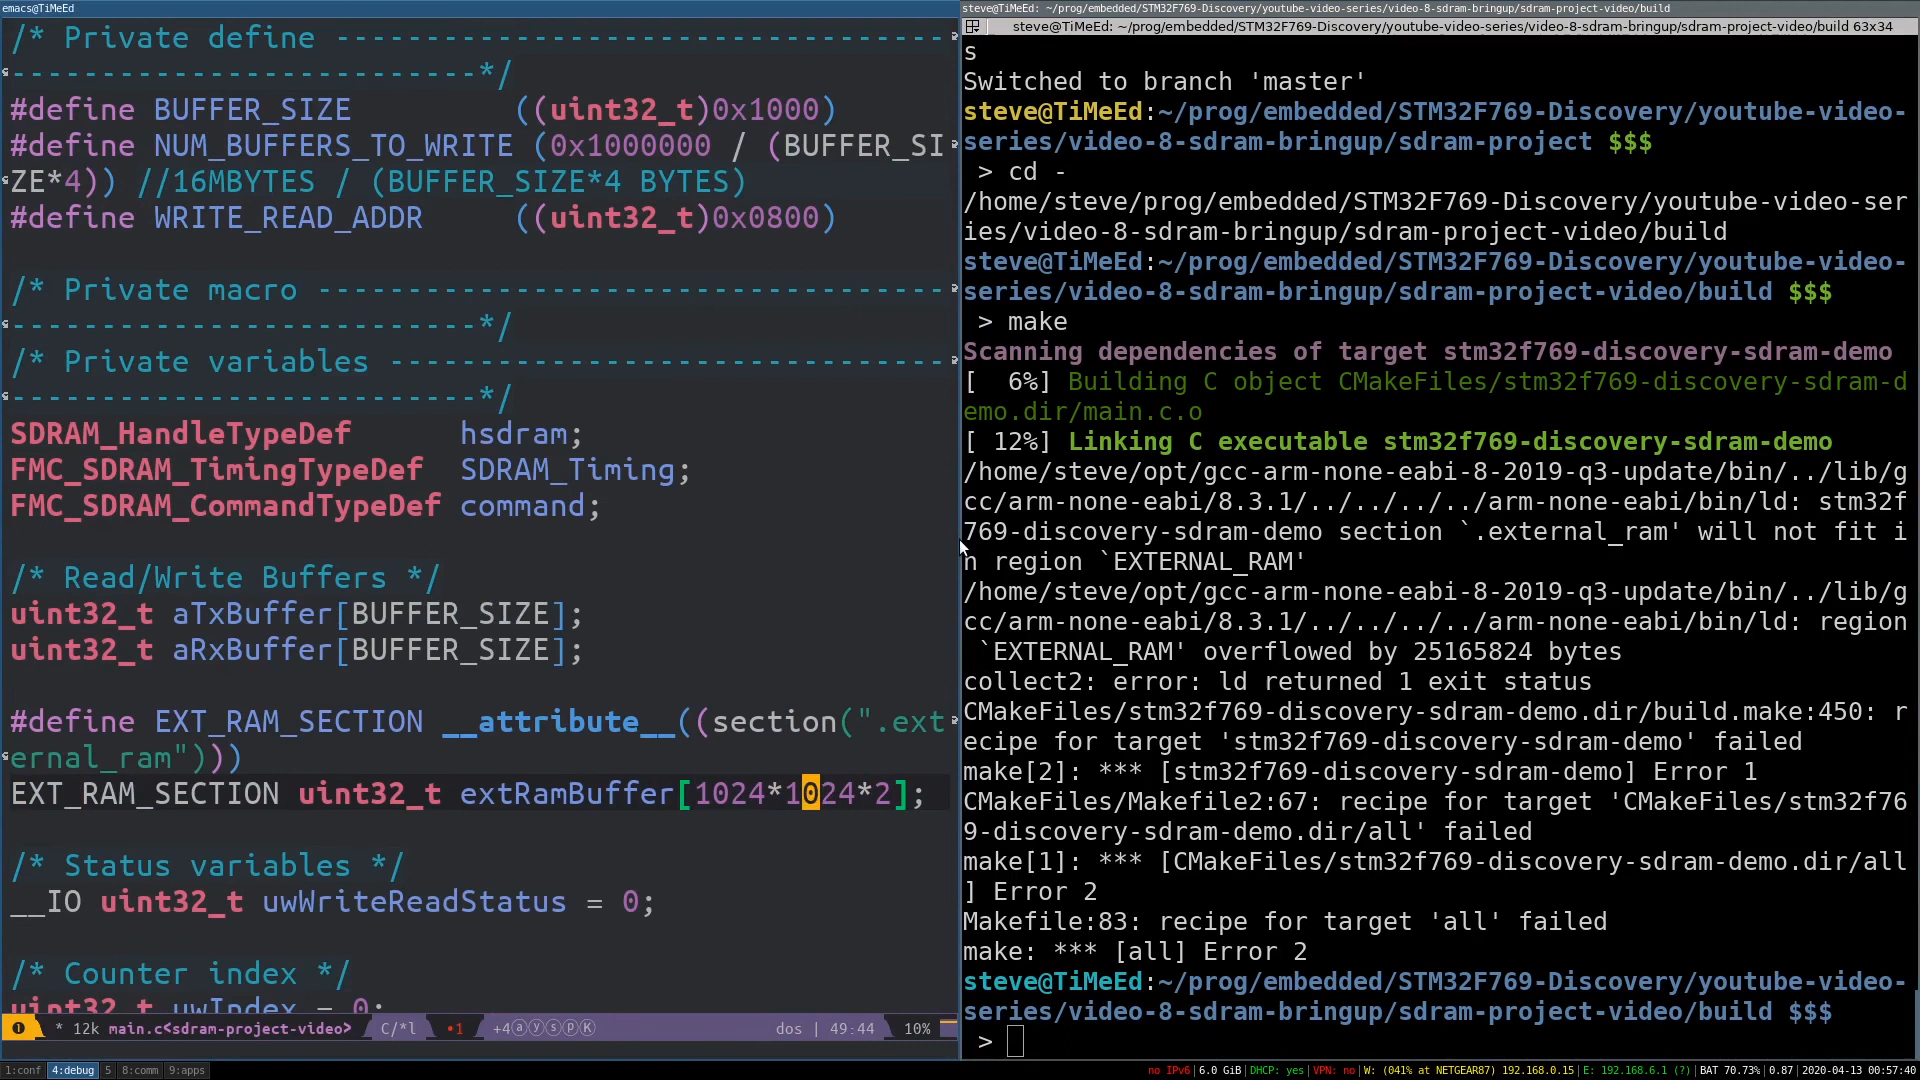 emacs@TiMeEd
/* Private define ----------------------------------
--------------------------*/
#define BUFFER_SIZE         ((uint32_t)0x1000)
#define NUM_BUFFERS_TO_WRITE (0x1000000 / (BUFFER_SI
ZE*4)) //16MBYTES / (BUFFER_SIZE*4 BYTES)
#define WRITE_READ_ADDR     ((uint32_t)0x0800)
/* Private macro -----------------------------------
--------------------------*/
/* Private variables -------------------------------
--------------------------*/
SDRAM_HandleTypeDef      hsdram;
FMC_SDRAM_TimingTypeDef  SDRAM_Timing;
FMC_SDRAM_CommandTypeDef command;
/* Read/Write Buffers */
uint32_t aTxBuffer[BUFFER_SIZE];
uint32_t aRxBuffer[BUFFER_SIZE];
#define EXT_RAM_SECTION __attribute__((section(".ext
ernal_ram")))
EXT_RAM_SECTION uint32_t extRamBuffer[1024*1024*2];
/* Status variables */
__IO uint32_t uwWriteReadStatus = 0;
/* Counter index */
uint32_t uwIndex = 0;
* 12k main.c<sdram-project-video> C/*l •1 +4ⓐⓨⓢⓟⓀ dos | 49:44 10%
steve@TiMeEd: ~/prog/embedded/STM32F769-Discovery/youtube-video-series/video-8-sdram-bringup/sdram-project-video/build
steve@TiMeEd: ~/prog/embedded/STM32F769-Discovery/youtube-video-series/video-8-sdram-bringup/sdram-project-video/build 63x34
s
Switched to branch 'master'
steve@TiMeEd:~/prog/embedded/STM32F769-Discovery/youtube-video-
series/video-8-sdram-bringup/sdram-project $$$
> cd -
/home/steve/prog/embedded/STM32F769-Discovery/youtube-video-ser
ies/video-8-sdram-bringup/sdram-project-video/build
steve@TiMeEd:~/prog/embedded/STM32F769-Discovery/youtube-video-
series/video-8-sdram-bringup/sdram-project-video/build $$$
> make
Scanning dependencies of target stm32f769-discovery-sdram-demo
[  6%] Building C object CMakeFiles/stm32f769-discovery-sdram-d
emo.dir/main.c.o
[ 12%] Linking C executable stm32f769-discovery-sdram-demo
/home/steve/opt/gcc-arm-none-eabi-8-2019-q3-update/bin/../lib/g
cc/arm-none-eabi/8.3.1/../../../../arm-none-eabi/bin/ld: stm32f
769-discovery-sdram-demo section `.external_ram' will not fit i
n region `EXTERNAL_RAM'
/home/steve/opt/gcc-arm-none-eabi-8-2019-q3-update/bin/../lib/g
cc/arm-none-eabi/8.3.1/../../../../arm-none-eabi/bin/ld: region
`EXTERNAL_RAM' overflowed by 25165824 bytes
collect2: error: ld returned 1 exit status
CMakeFiles/stm32f769-discovery-sdram-demo.dir/build.make:450: r
ecipe for target 'stm32f769-discovery-sdram-demo' failed
make[2]: *** [stm32f769-discovery-sdram-demo] Error 1
CMakeFiles/Makefile2:67: recipe for target 'CMakeFiles/stm32f76
9-discovery-sdram-demo.dir/all' failed
make[1]: *** [CMakeFiles/stm32f769-discovery-sdram-demo.dir/all
] Error 2
Makefile:83: recipe for target 'all' failed
make: *** [all] Error 2
steve@TiMeEd:~/prog/embedded/STM32F769-Discovery/youtube-video-
series/video-8-sdram-bringup/sdram-project-video/build $$$
>
1:conf 4:debug 5 8:comm 9:apps
no IPv6 | 6.0 GiB | DHCP: yes | VPN: no | W: (041% at NETGEAR87) 192.168.0.15 | E: 192.168.6.1 (?) | BAT 70.73% | 0.87 | 2020-04-13 00:57:40